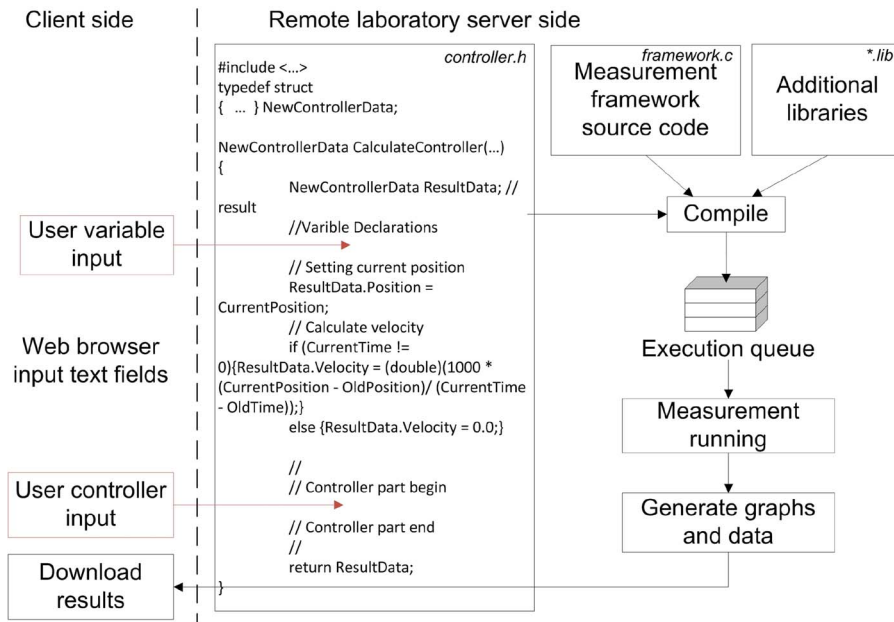 Client side
Remote laboratory server side
controller.h
#include <...>
typedef struct
{ ... } NewControllerData;
NewControllerData CalculateController(...)
{
NewControllerData ResultData; //
result
//Varible Declarations
// Setting current position
ResultData.Position =
CurrentPosition;
// Calculate velocity
if (CurrentTime !=
0){ResultData.Velocity = (double)(1000 *
(CurrentPosition - OldPosition)/ (CurrentTime
- OldTime));}
else {ResultData.Velocity = 0.0;}
//
// Controller part begin
// Controller part end
//
return ResultData;
}
User variable
input
Web browser
input text fields
User controller
input
Download
results
framework.c
Measurement
framework
source code
*.lib
Additional
libraries
Compile
Execution queue
Measurement
running
Generate graphs
and data